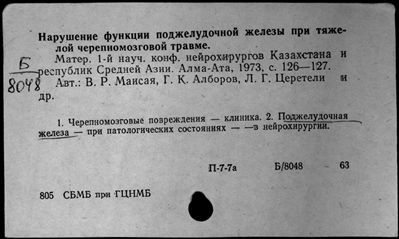 Нарушение функции поджелудочной железы при тяже-
лой черепномозговой травме.
Матер. 1-й науч. конф. нейрохирургов Казахстана и
республик Средней Азии. Алма-Ата, 1973, с. 126—127.
Авт.: В. Р. Маисая, Г. К. Алборов, Л. Г. Церетели и
др.
Б
8048
1. Черепномозговые повреждения — клиника. 2. Поджелудочная
железа — при патологических состояниях — —в нейрохирургии.
П-7-7а Б/8048 63
805 СБМБ при ГЦНМБ